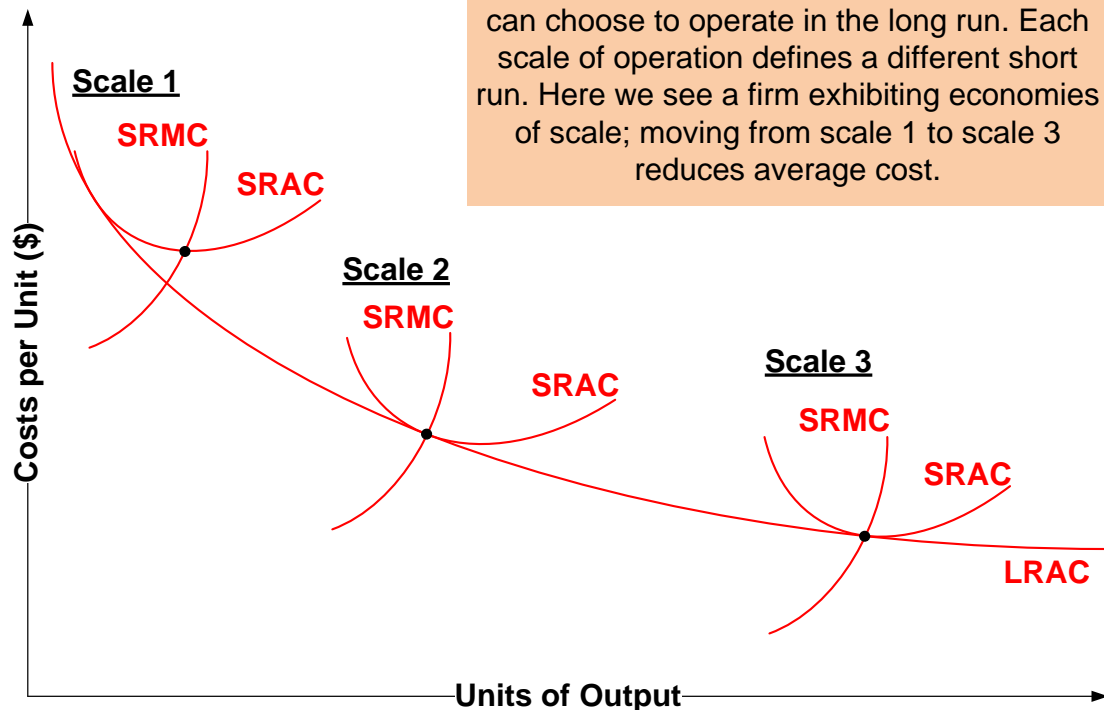 can choose to operate in the long run. Each
scale of operation defines a different short
run. Here we see a firm exhibiting economies
of scale; moving from scale 1 to scale 3
reduces average cost.
Scale 1
SRMC
SRAC
Scale 2
SRMC
SRAC
Scale 3
SRMC
SRAC
LRAC
Costs per Unit ($)
Units of Output